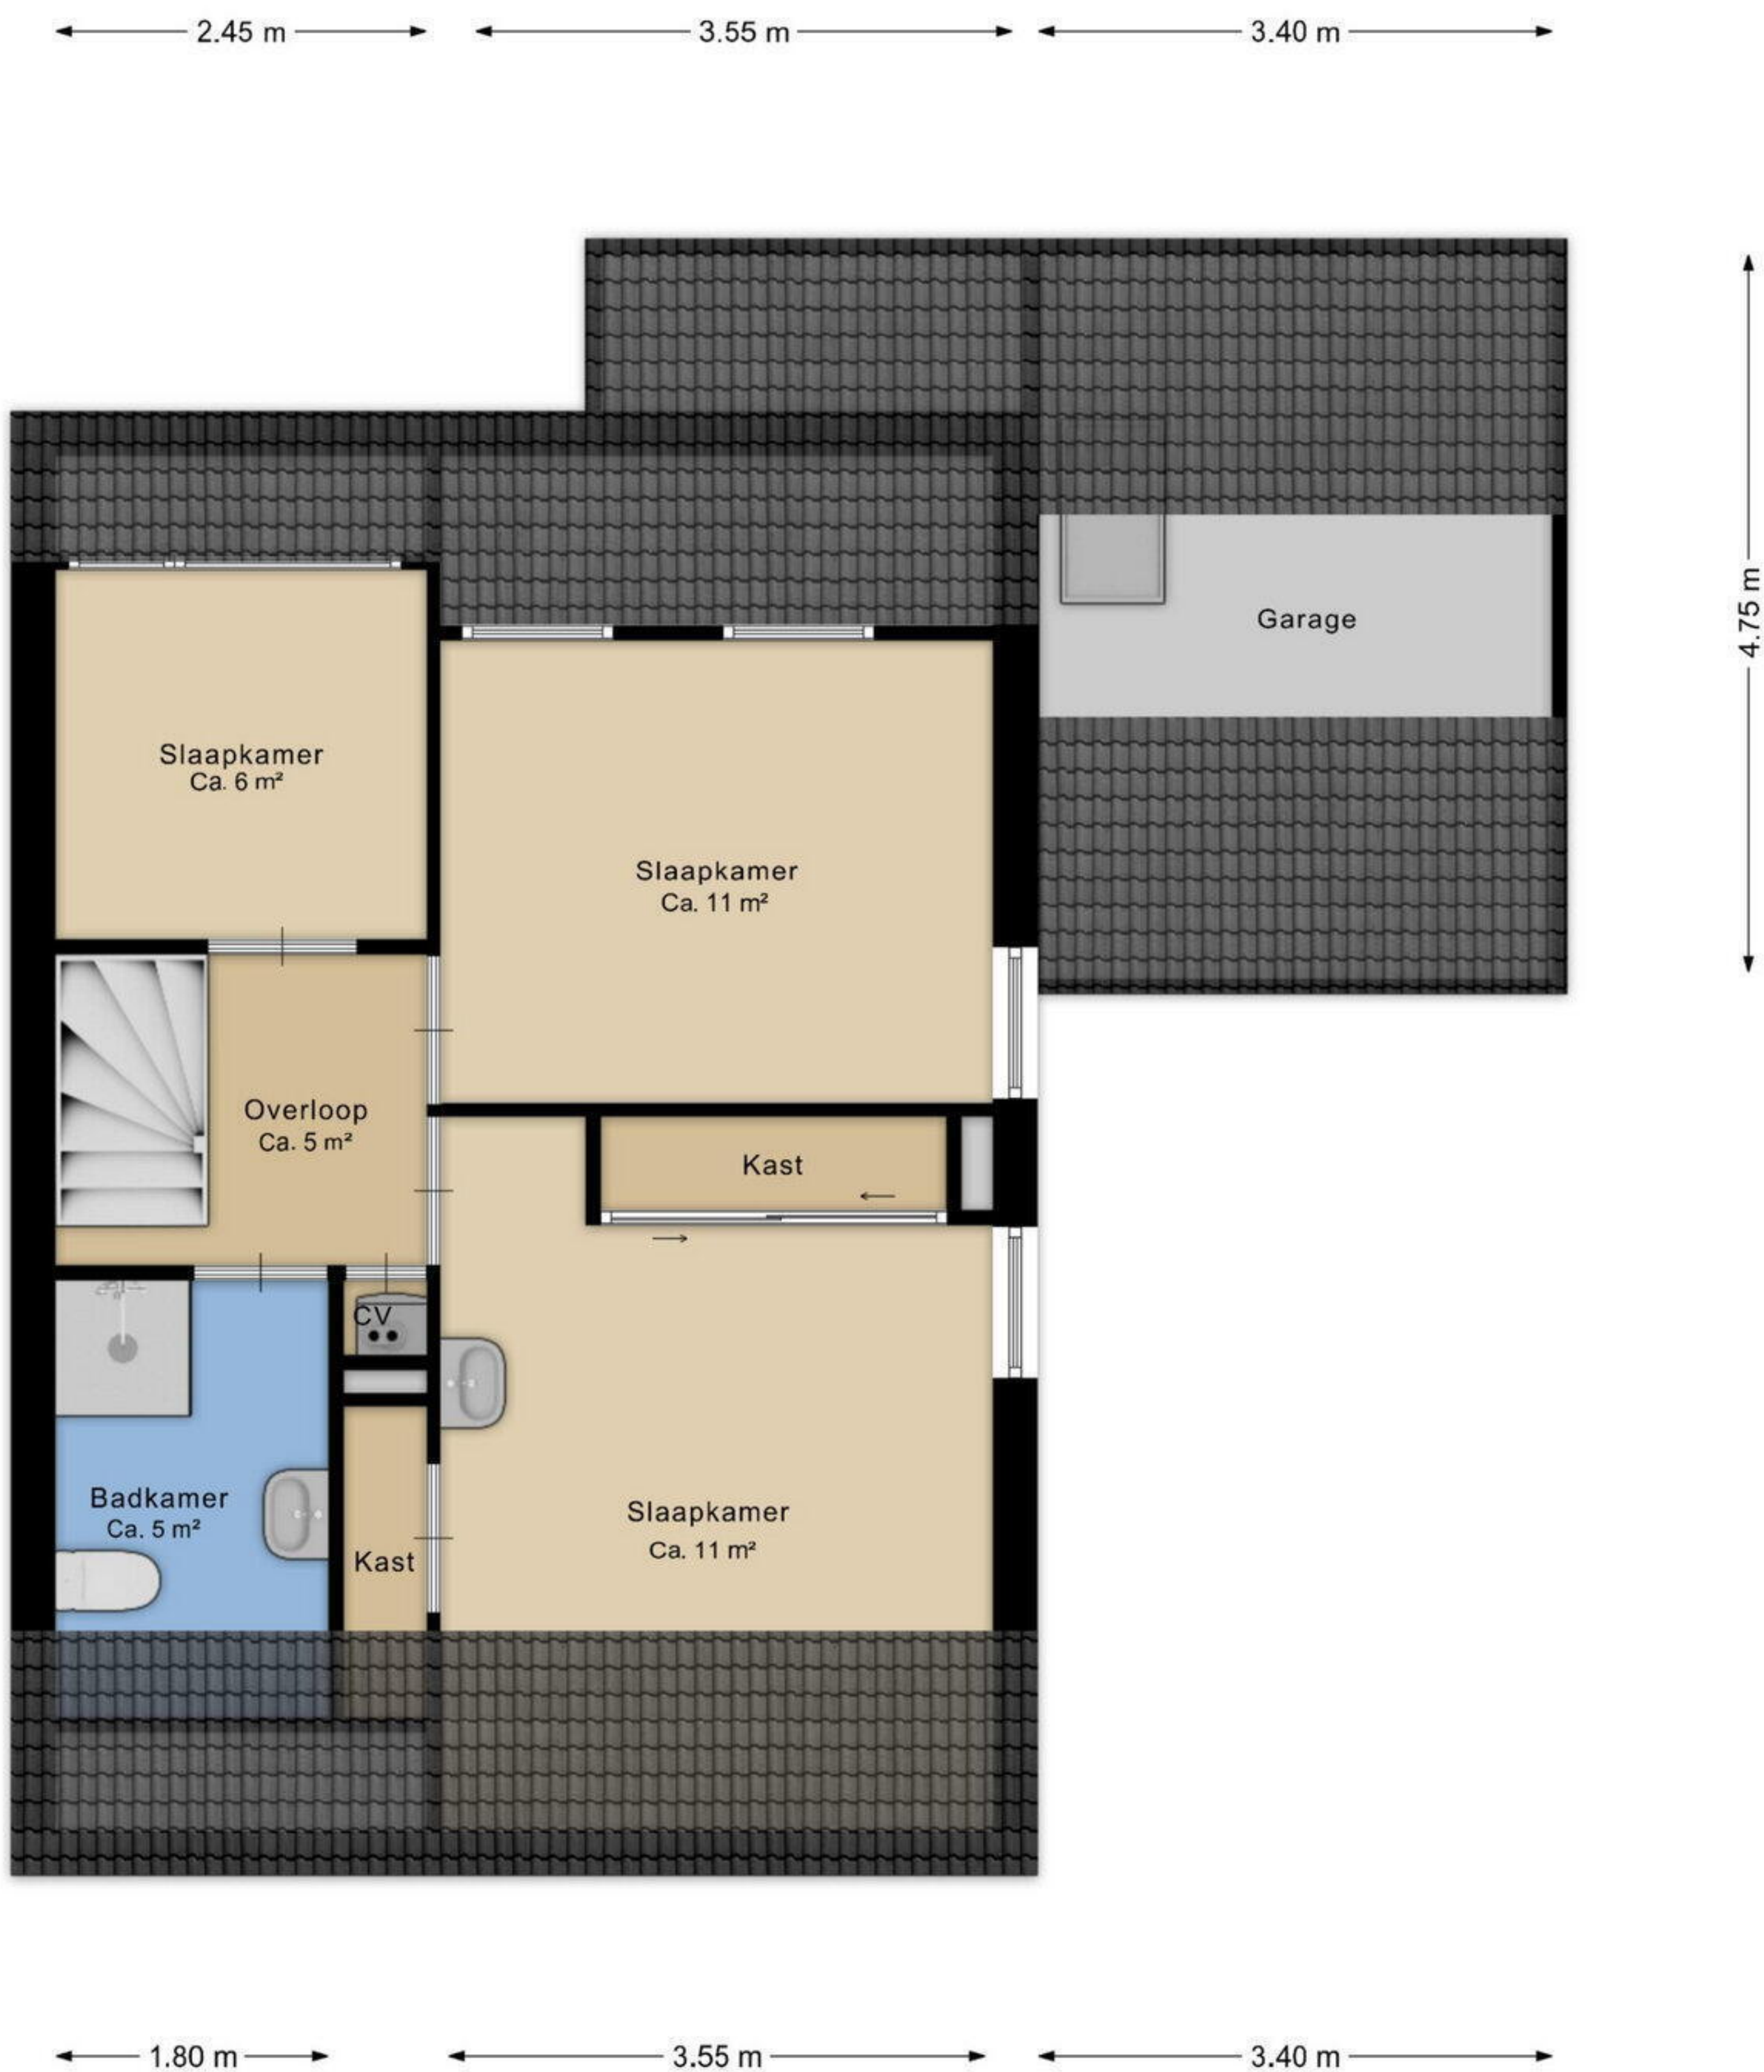 2.45 m
3.55 m
3.40 m
4.75 m
Garage
Slaapkamer
Ca. 6 m²
Slaapkamer
Ca. 11 m²
Overloop
Ca. 5 m²
Kast
CV
Badkamer
Ca. 5 m²
Kast
Slaapkamer
Ca. 11 m²
1.80 m
3.55 m
3.40 m